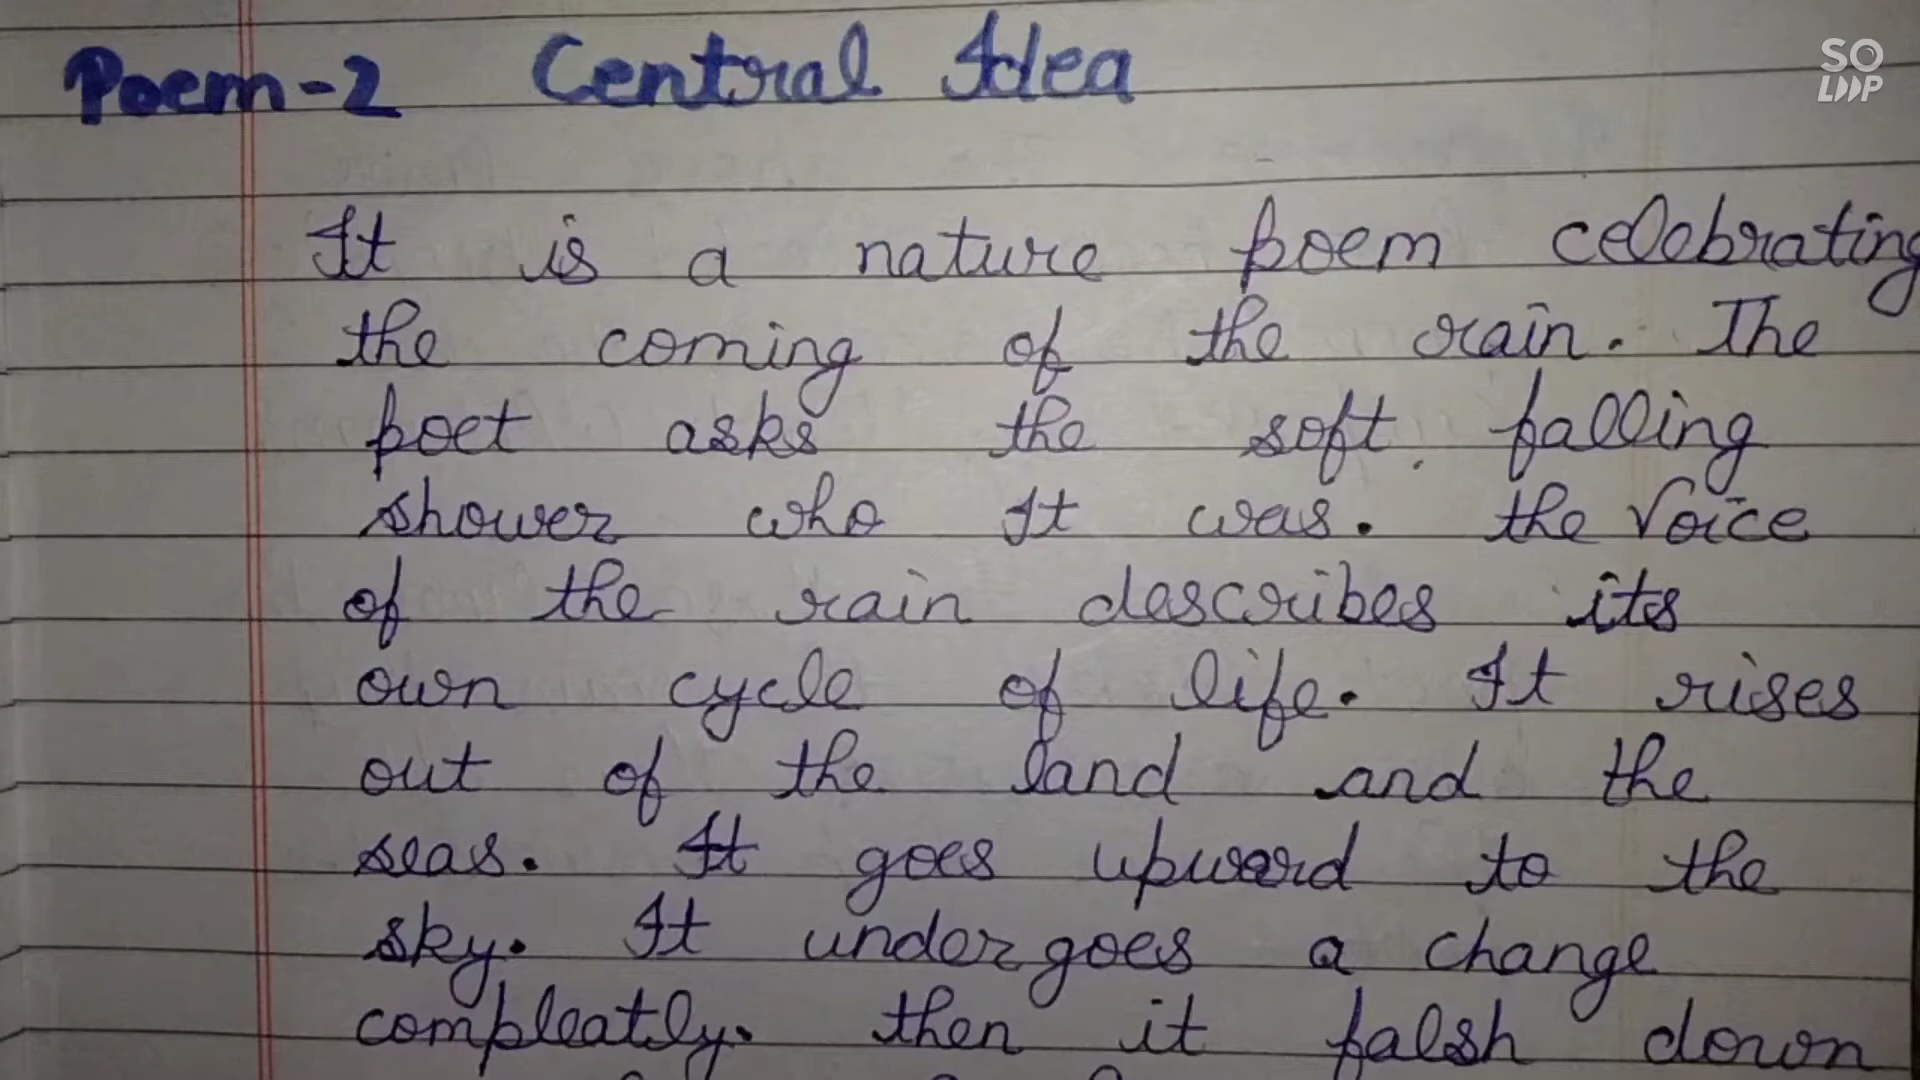 Poem-2 Central Idea
SO
LOOP
It is a nature poem celebrating
the coming of the rain. The
poet asks the soft falling
shower who It was. the Voice
of the rain describes its
own cycle of life. It rises
out of the land and the
seas. It goes upward to the
sky. It undergoes a change
compleatly. then it falsh down